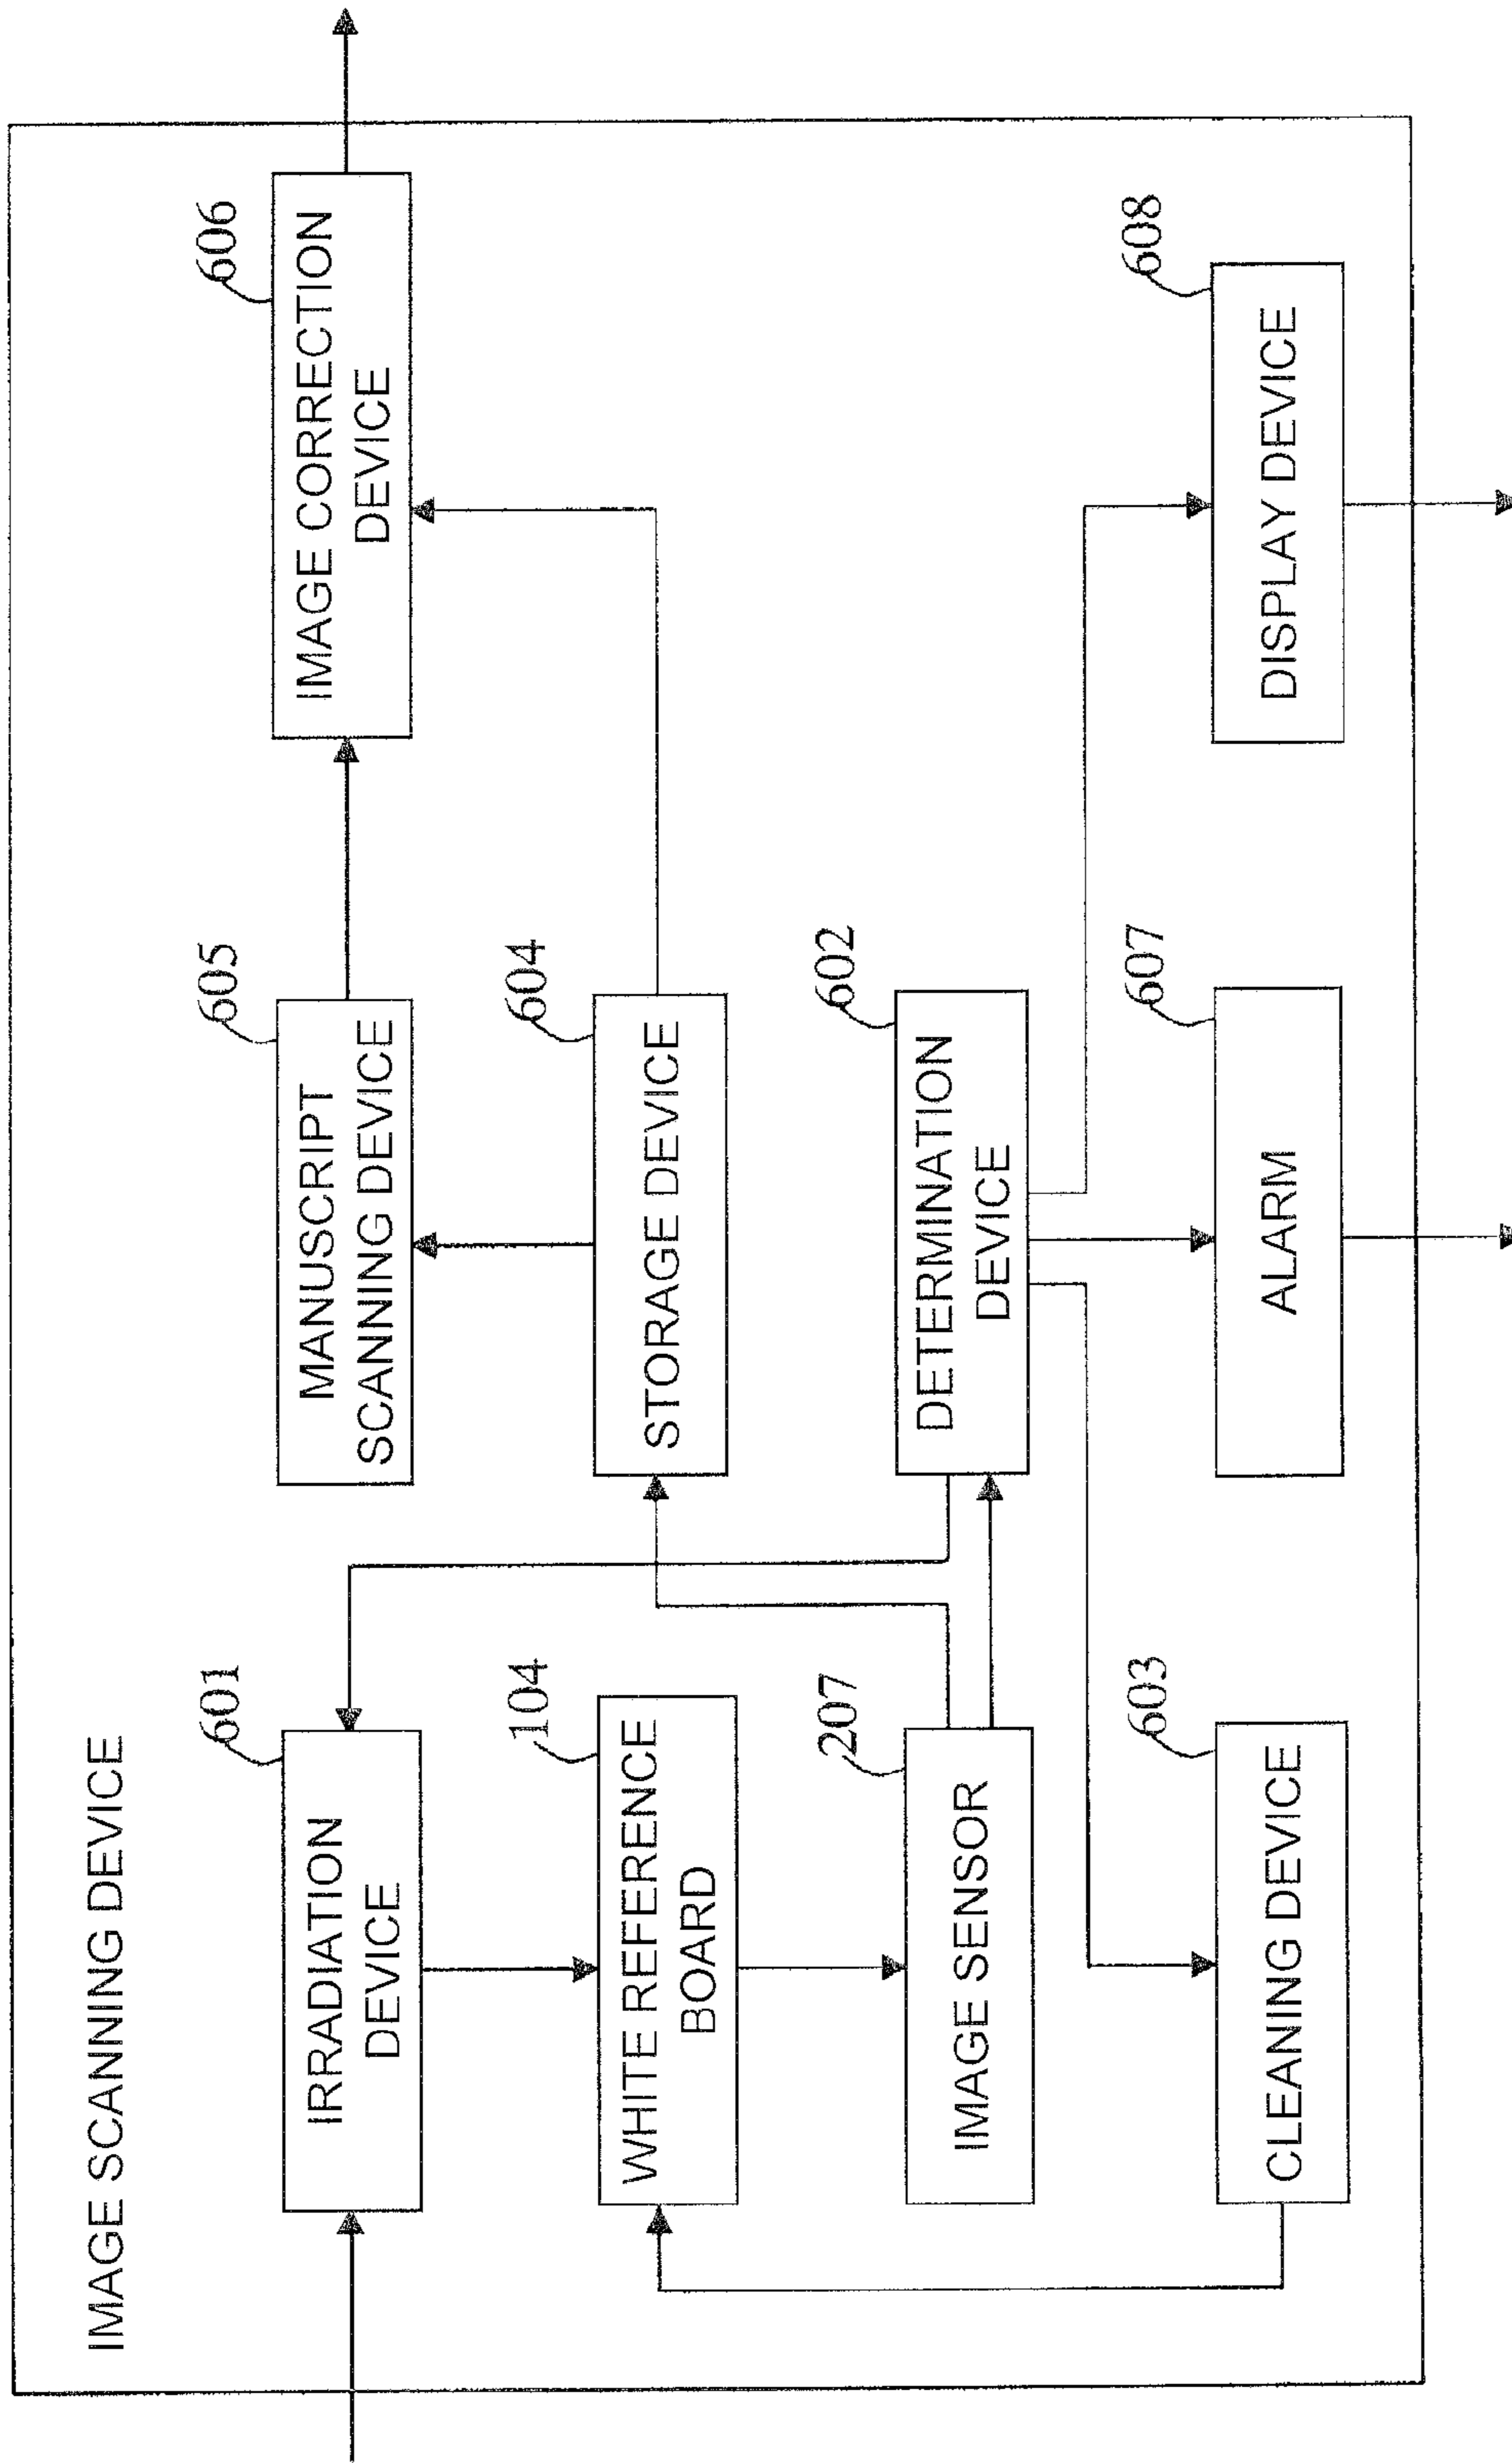 IMAGE SCANNING DEVICE
601
IRRADIATION
DEVICE
605
MANUSCRIPT
SCANNING DEVICE
606
IMAGE CORRECTION
DEVICE
104
WHITE REFERENCE
BOARD
604
STORAGE DEVICE
207
IMAGE SENSOR
602
DETERMINATION
DEVICE
603
CLEANING DEVICE
607
ALARM
608
DISPLAY DEVICE